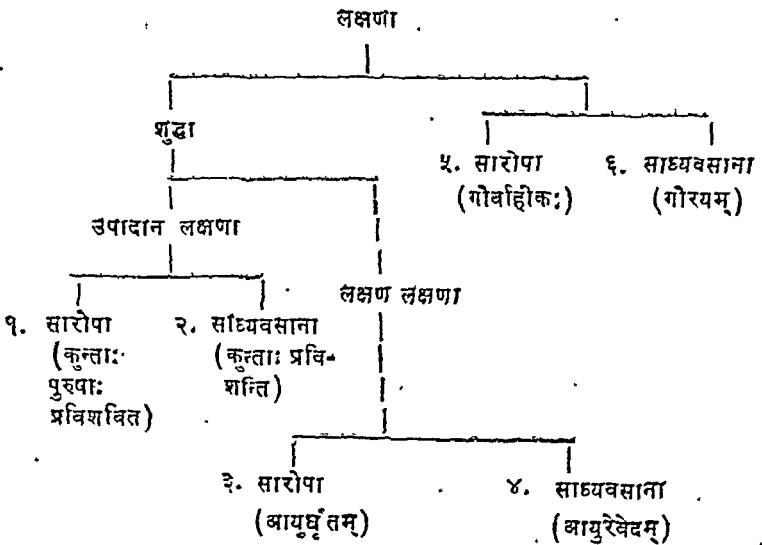 लक्षणा
शुद्धा
५. सारोपा
(गौर्वाहीकः)
६. साध्यवसाना
(गौरयम्)
उपादान लक्षणा
लक्षण लक्षणा
१. सारोपा
(कुन्ताः
पुरुषाः
प्रविशवित)
२. साध्यवसाना
(कुन्ताः प्रवि-
शन्ति)
३. सारोपा
(आयुर्घृतम्)
४. साध्यवसाना
(आयुरेवेदम्)